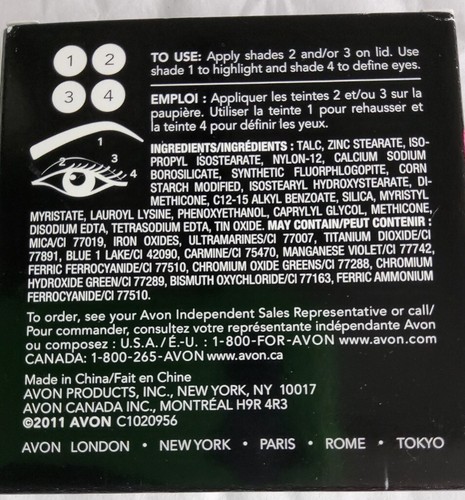 1 2
3 4
TO USE: Apply shades 2 and/or 3 on lid. Use
shade 1 to highlight and shade 4 to define eyes.
EMPLOI : Appliquer les teintes 2 et/ou 3 sur la
paupière. Utiliser la teinte 1 pour rehausser et
la teinte 4 pour définir les yeux.
1
2 3
4
INGREDIENTS/INGRÉDIENTS : TALC, ZINC STEARATE, ISO-
PROPYL ISOSTEARATE, NYLON-12, CALCIUM SODIUM
BOROSILICATE, SYNTHETIC FLUORPHLOGOPITE, CORN
STARCH MODIFIED, ISOSTEARYL HYDROXYSTEARATE, DI-
METHICONE, C12-15 ALKYL BENZOATE, SILICA, MYRISTYL
MYRISTATE, LAUROYL LYSINE, PHENOXYETHANOL, CAPRYLYL GLYCOL, METHICONE,
DISODIUM EDTA, TETRASODIUM EDTA, TIN OXIDE. MAY CONTAIN/PEUT CONTENIR :
MICA/CI 77019, IRON OXIDES, ULTRAMARINES/CI 77007, TITANIUM DIOXIDE/CI
77891, BLUE 1 LAKE/CI 42090, CARMINE/CI 75470, MANGANESE VIOLET/CI 77742,
FERRIC FERROCYANIDE/CI 77510, CHROMIUM OXIDE GREENS/CI 77288, CHROMIUM
HYDROXIDE GREEN/CI 77289, BISMUTH OXYCHLORIDE/CI 77163, FERRIC AMMONIUM
FERROCYANIDE/CI 77510.
To order, see your Avon Independent Sales Representative or call/
Pour commander, consultez votre représentante indépendante Avon
ou composez : U.S.A./É.-U. : 1-800-FOR-AVON www.avon.com
CANADA: 1-800-265-AVON www.avon.ca
Made in China/Fait en Chine
AVON PRODUCTS, INC., NEW YORK, NY 10017
AVON CANADA INC., MONTRÉAL H9R 4R3
©2011 AVON C1020956
AVON LONDON • NEW YORK • PARIS • ROME • TOKYO